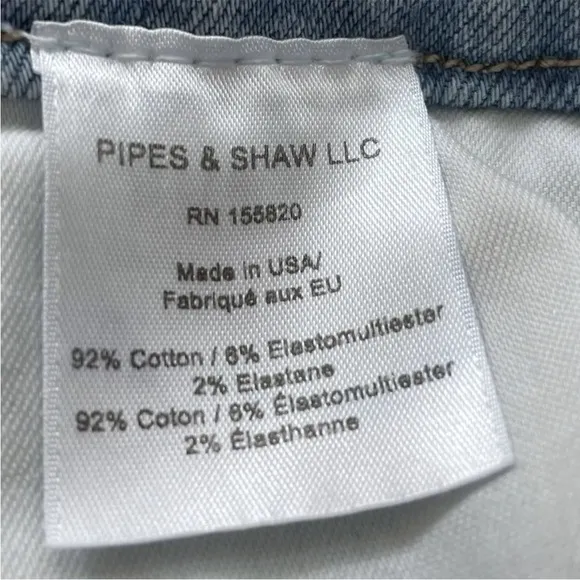 PIPES & SHAW LLC
RN 155820
Made in USA/
Fabriqué aux EU
92% Cotton / 6% Elastomultiester
2% Elastane
92% Coton / 6% Élastomultiester
2% Élasthanne